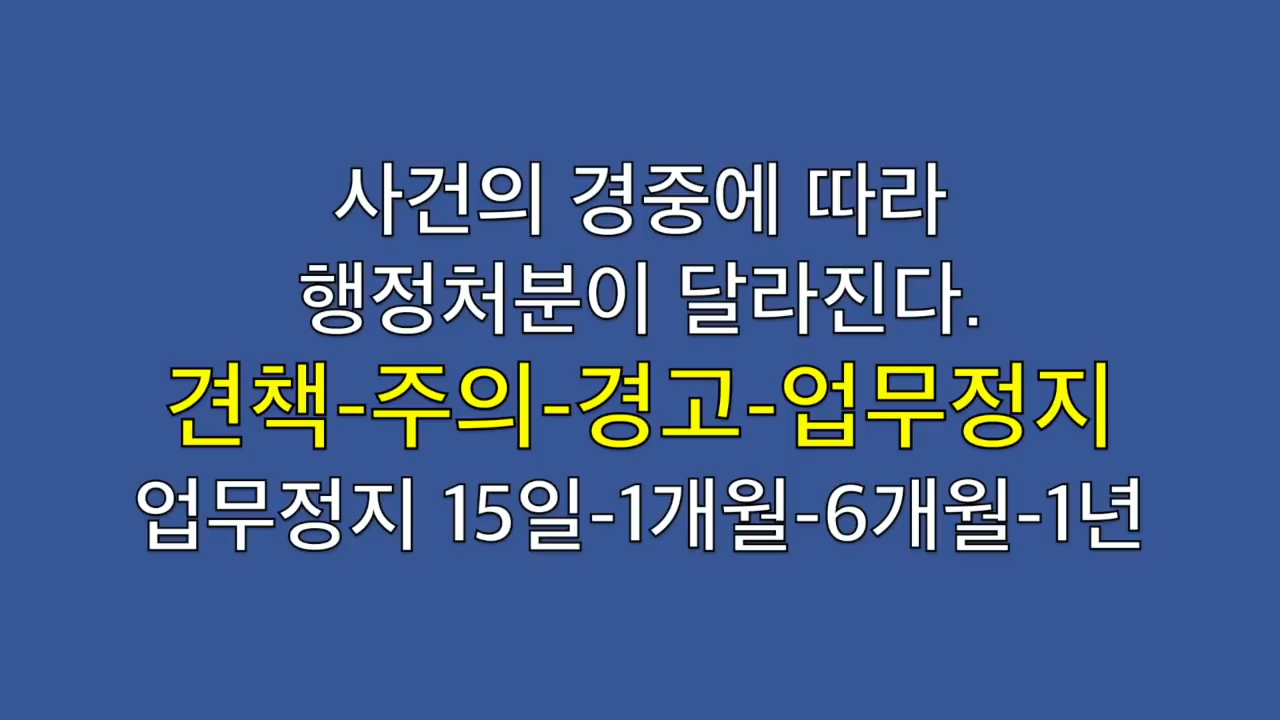 사건의 경중에 따라
행정처분이 달라진다.
견책-주의-경고-업무정지
업무정지 15일-1개월-6개월-1년